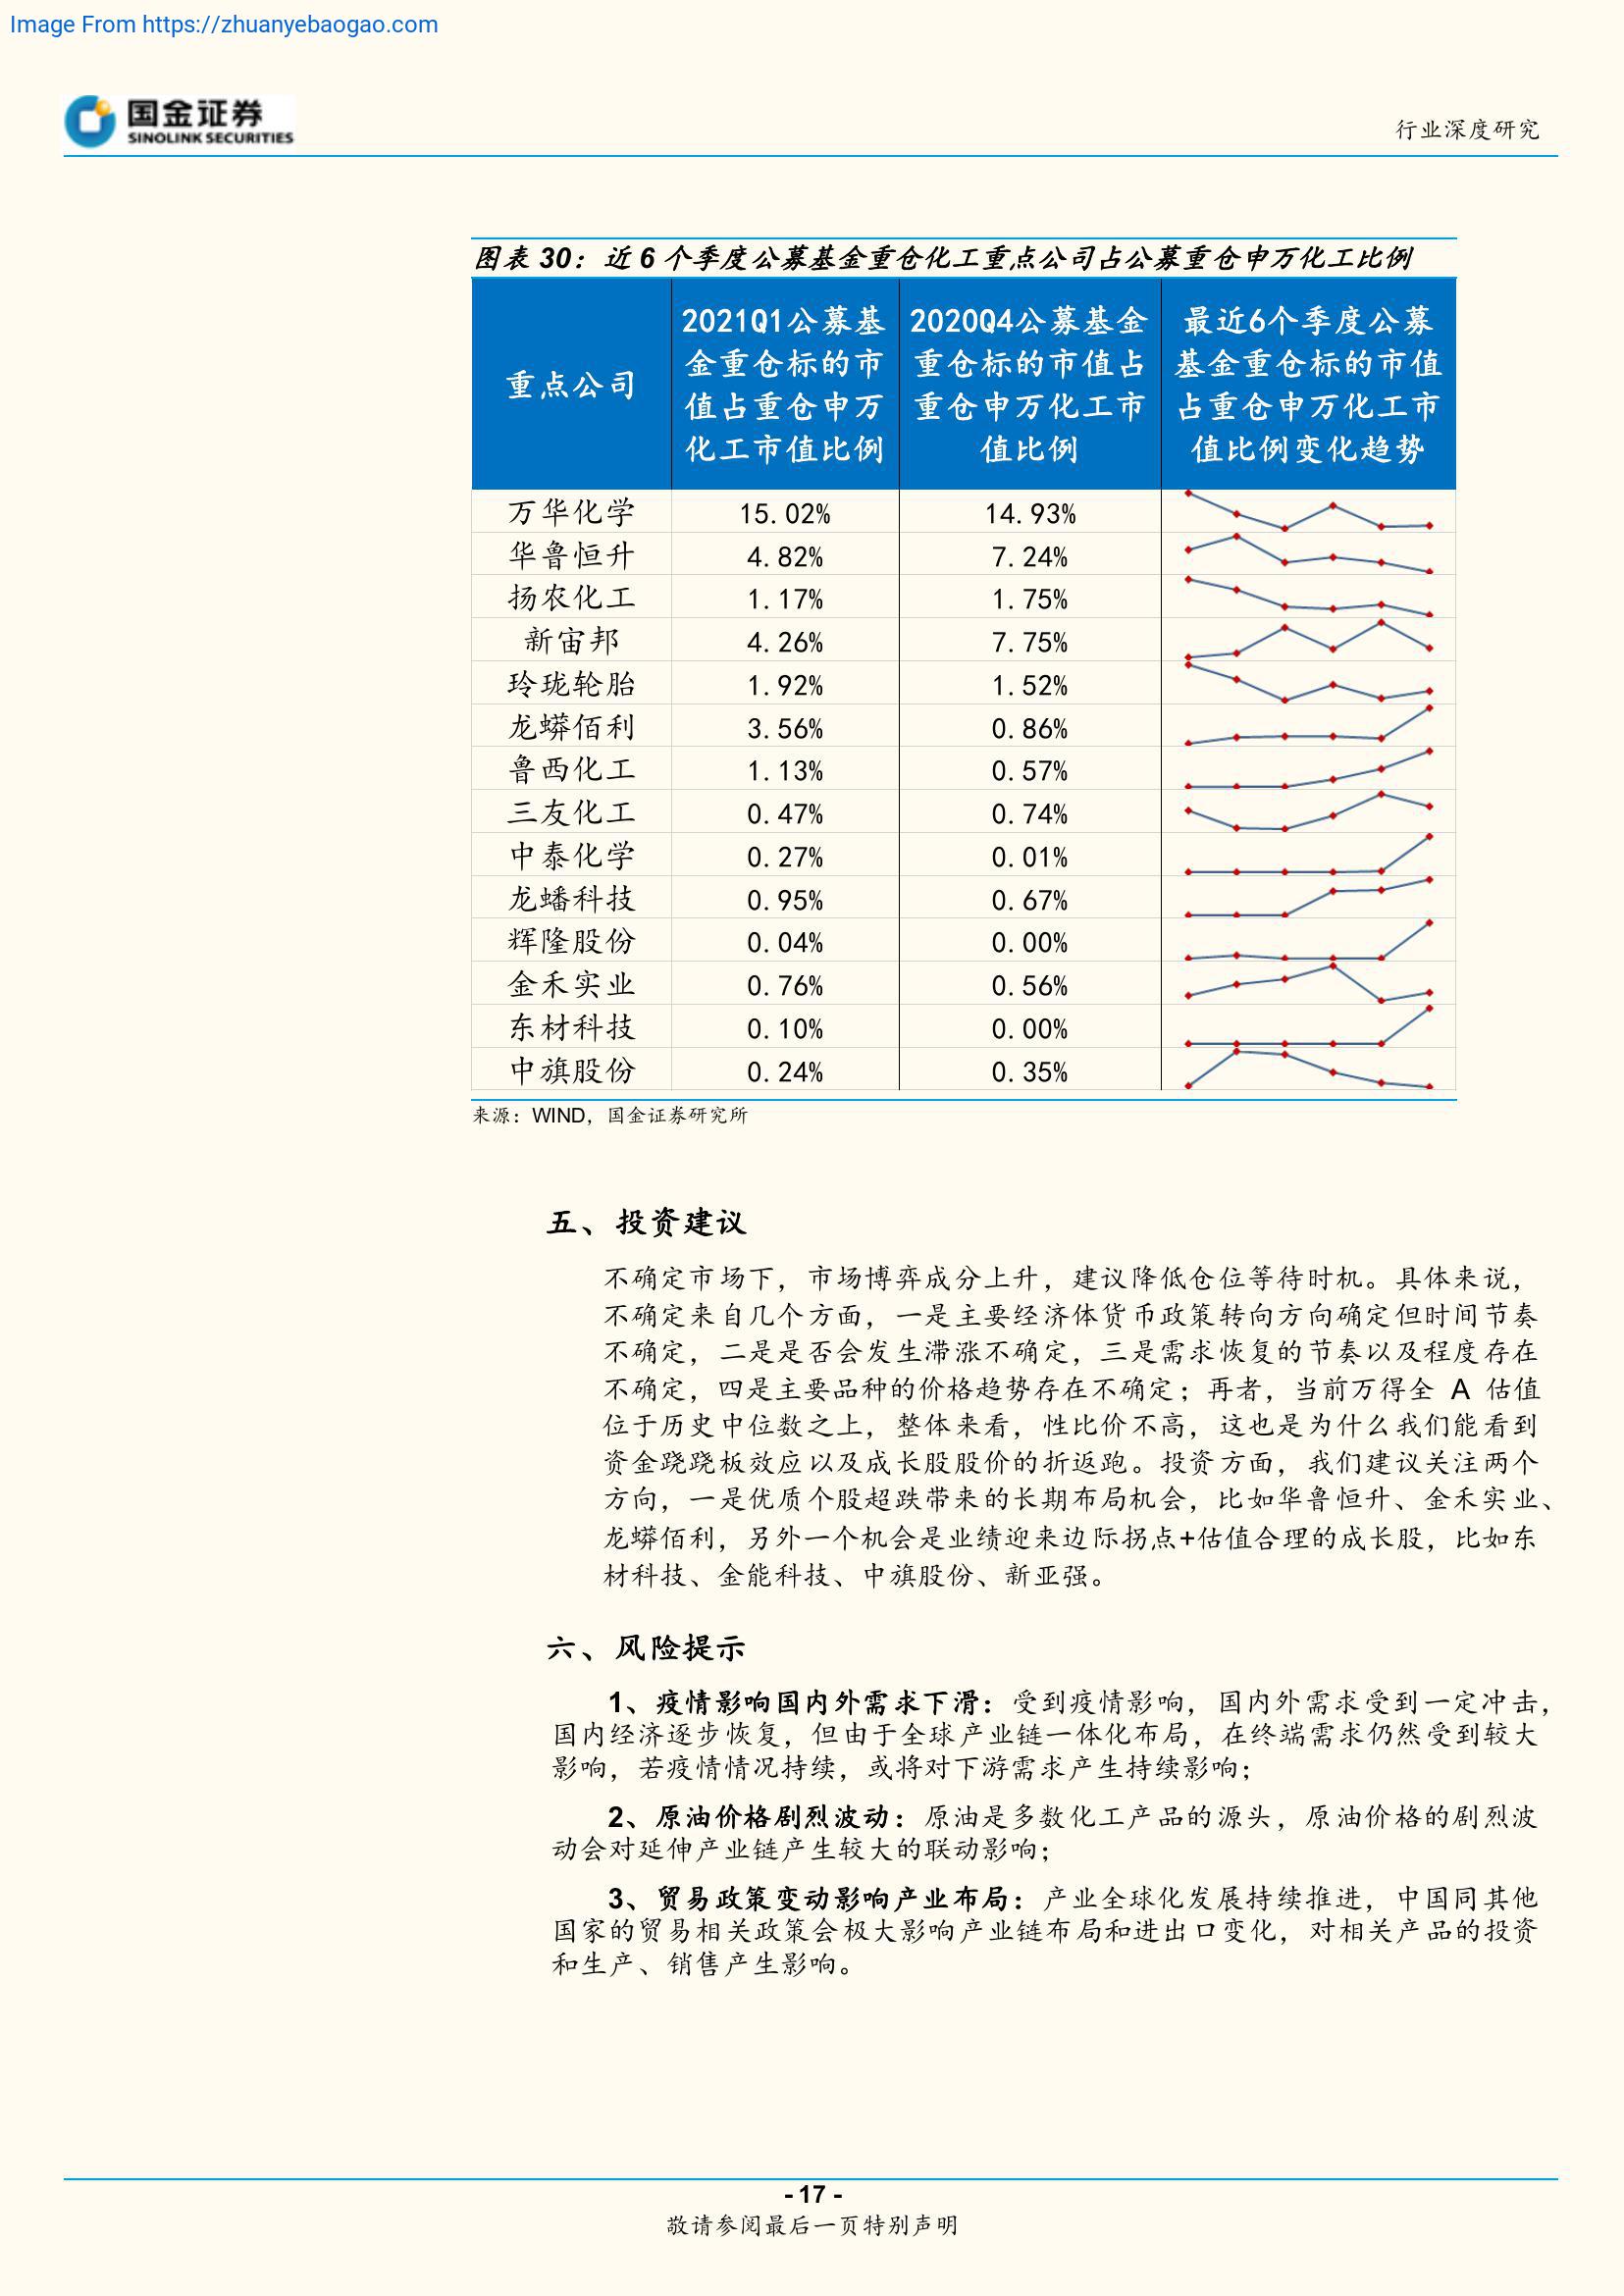 Image From https://zhuanyebaogao.com
国金证券
SINOLINK SECURITIES
行业深度研究
图表 30：近 6 个季度公募基金重仓化工重点公司占公募重仓申万化工比例
重点公司
2021Q1公募基
金重仓标的市
值占重仓申万
化工市值比例
2020Q4公募基金
重仓标的市值占
重仓申万化工市
值比例
最近6个季度公募
基金重仓标的市值
占重仓申万化工市
值比例变化趋势
万华化学 15.02% 14.93%
华鲁恒升 4.82% 7.24%
扬农化工 1.17% 1.75%
新宙邦 4.26% 7.75%
玲珑轮胎 1.92% 1.52%
龙蟒佰利 3.56% 0.86%
鲁西化工 1.13% 0.57%
三友化工 0.47% 0.74%
中泰化学 0.27% 0.01%
龙蟠科技 0.95% 0.67%
辉隆股份 0.04% 0.00%
金禾实业 0.76% 0.56%
东材科技 0.10% 0.00%
中旗股份 0.24% 0.35%
来源：WIND，国金证券研究所
五、投资建议
不确定市场下，市场博弈成分上升，建议降低仓位等待时机。具体来说，
不确定来自几个方面，一是主要经济体货币政策转向方向确定但时间节奏
不确定，二是是否会发生滞涨不确定，三是需求恢复的节奏以及程度存在
不确定，四是主要品种的价格趋势存在不确定；再者，当前万得全 A 估值
位于历史中位数之上，整体来看，性比价不高，这也是为什么我们能看到
资金跷跷板效应以及成长股股价的折返跑。投资方面，我们建议关注两个
方向，一是优质个股超跌带来的长期布局机会，比如华鲁恒升、金禾实业、
龙蟒佰利，另外一个机会是业绩迎来边际拐点+估值合理的成长股，比如东
材科技、金能科技、中旗股份、新亚强。
六、风险提示
1、疫情影响国内外需求下滑：受到疫情影响，国内外需求受到一定冲击，
国内经济逐步恢复，但由于全球产业链一体化布局，在终端需求仍然受到较大
影响，若疫情情况持续，或将对下游需求产生持续影响；
2、原油价格剧烈波动：原油是多数化工产品的源头，原油价格的剧烈波
动会对延伸产业链产生较大的联动影响；
3、贸易政策变动影响产业布局：产业全球化发展持续推进，中国同其他
国家的贸易相关政策会极大影响产业链布局和进出口变化，对相关产品的投资
和生产、销售产生影响。
- 17 -
敬请参阅最后一页特别声明